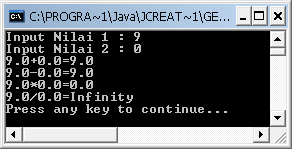 C:\PROGRA~1\Java\JCREAT~1\GE...
Input Nilai 1 : 9
Input Nilai 2 : 0
9.0+0.0=9.0
9.0-0.0=9.0
9.0*0.0=0.0
9.0/0.0=Infinity
Press any key to continue...